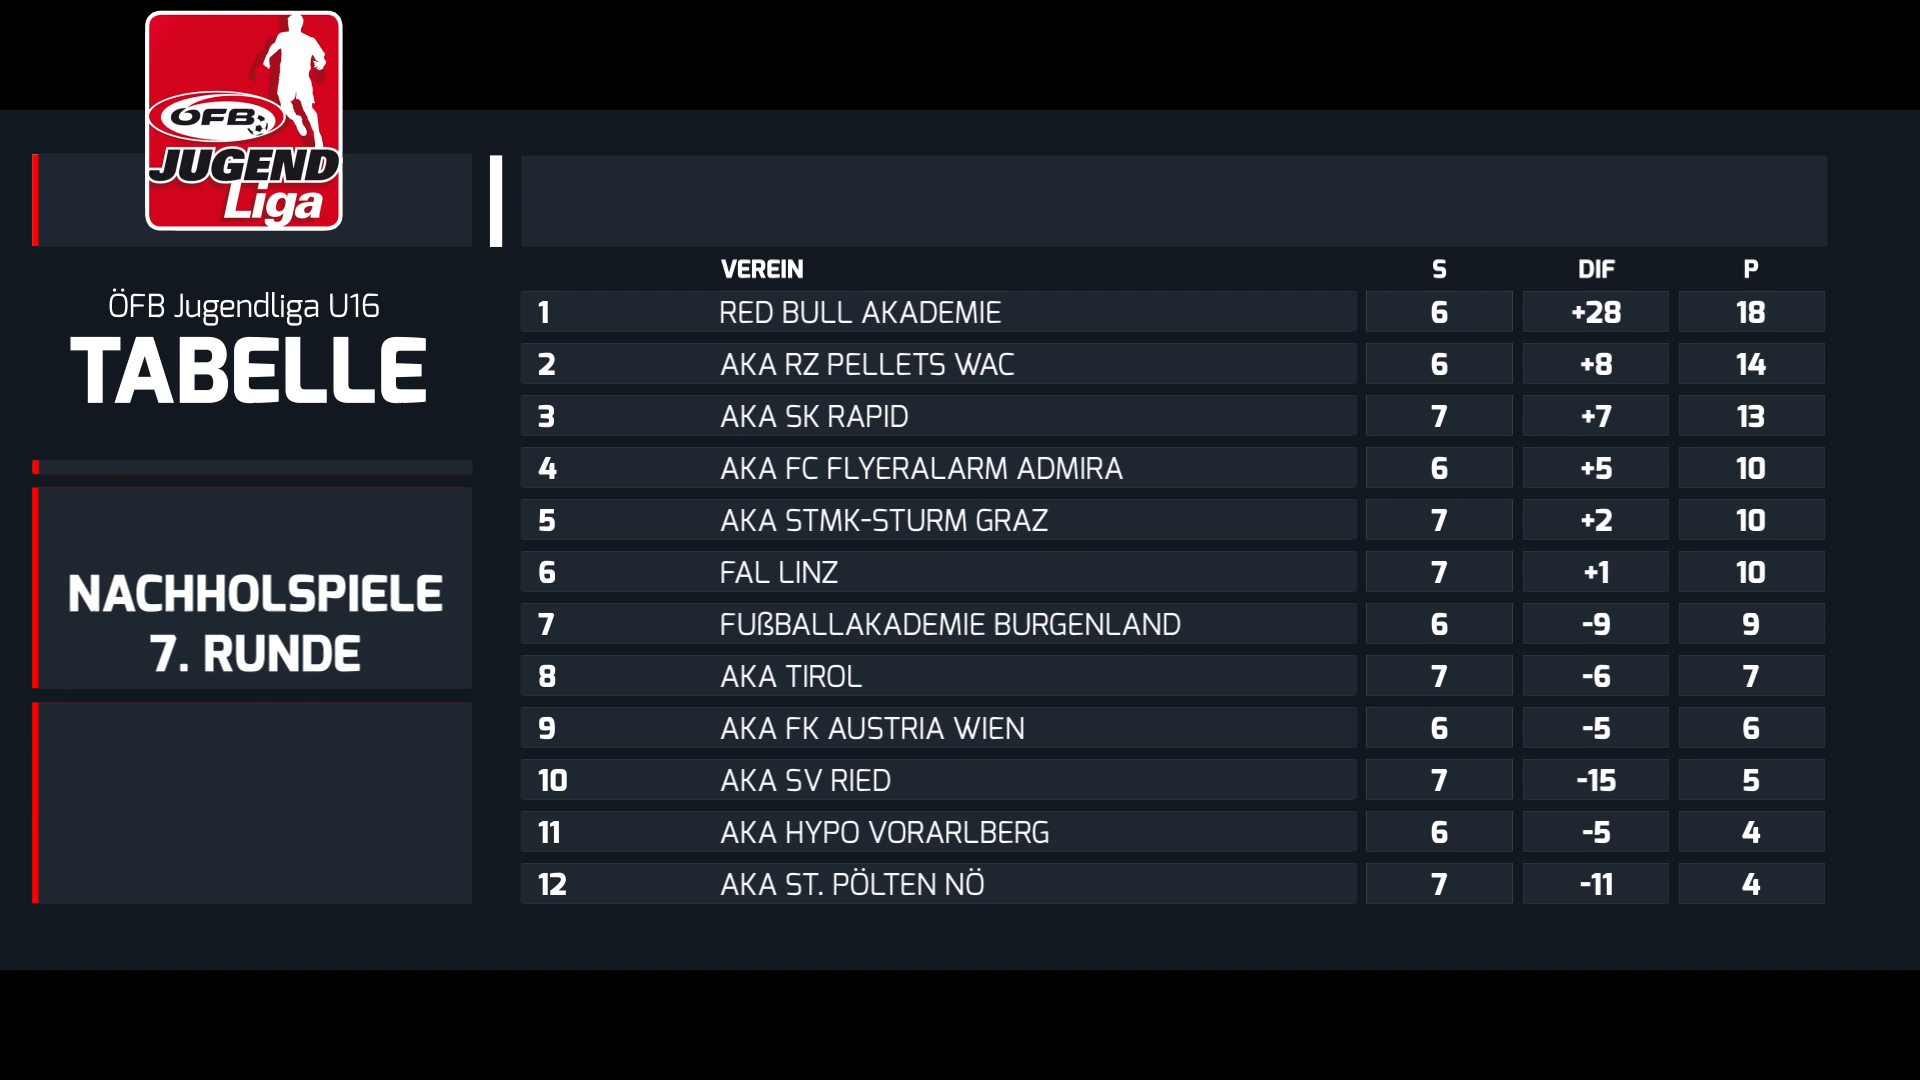 ÖFB
JUGEND
Liga
ÖFB Jugendliga U16
TABELLE
NACHHOLSPIELE
7. RUNDE
VEREIN S DIF P
1 RED BULL AKADEMIE 6 +28 18
2 AKA RZ PELLETS WAC 6 +8 14
3 AKA SK RAPID 7 +7 13
4 AKA FC FLYERALARM ADMIRA 6 +5 10
5 AKA STMK-STURM GRAZ 7 +2 10
6 FAL LINZ 7 +1 10
7 FUßBALLAKADEMIE BURGENLAND 6 -9 9
8 AKA TIROL 7 -6 7
9 AKA FK AUSTRIA WIEN 6 -5 6
10 AKA SV RIED 7 -15 5
11 AKA HYPO VORARLBERG 6 -5 4
12 AKA ST. PÖLTEN NÖ 7 -11 4